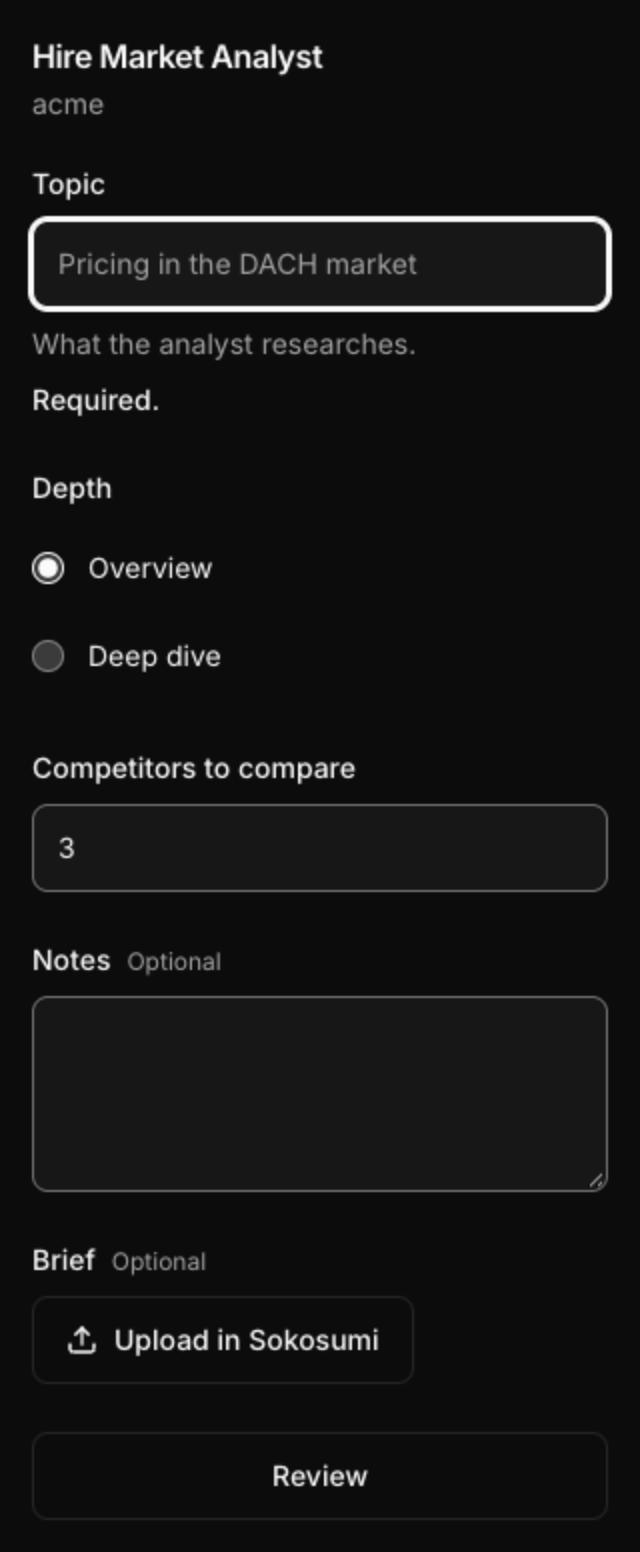 Hire Market Analyst
acme
Topic
Pricing in the DACH market
What the analyst researches.
Required.
Depth
Overview
Deep dive
Competitors to compare
3
Notes Optional
Brief Optional
Upload in Sokosumi
Review